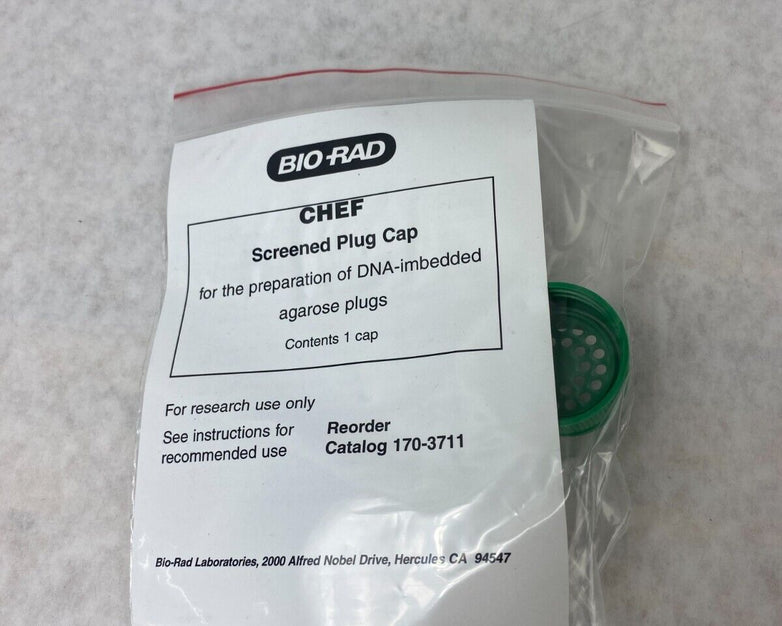 BIO-RAD
CHEF
Screened Plug Cap
for the preparation of DNA-imbedded
agarose plugs
Contents 1 cap
For research use only
See instructions for
recommended use
Reorder
Catalog 170-3711
Bio-Rad Laboratories, 2000 Alfred Nobel Drive, Hercules CA 94547